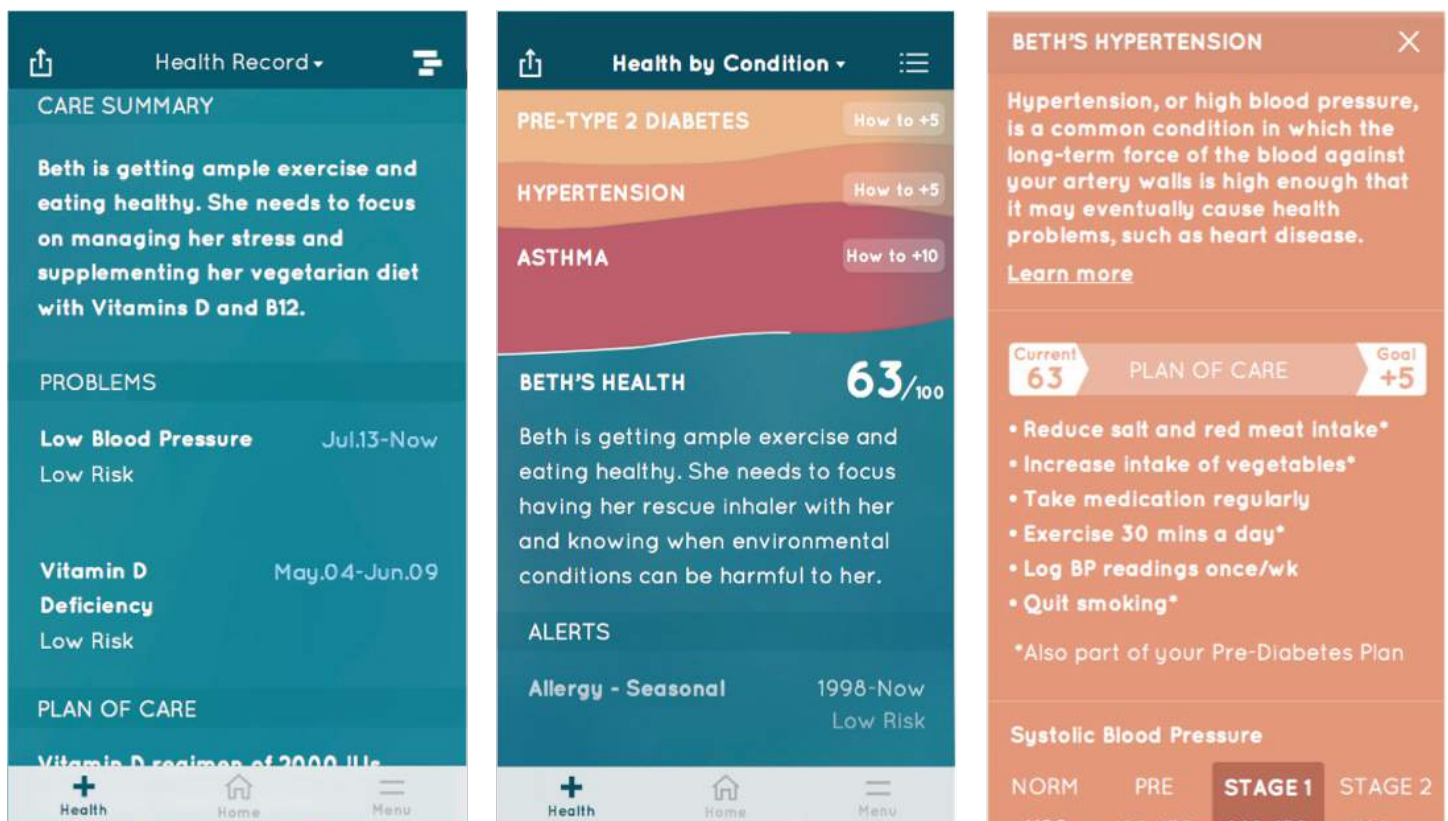 Health Record
CARE SUMMARY
Beth is getting ample exercise and
eating healthy. She needs to focus
on managing her stress and
supplementing her vegetarian diet
with Vitamins D and B12.
PROBLEMS
Low Blood Pressure Jul.13-Now
Low Risk
Vitamin D May.04-Jun.09
Deficiency
Low Risk
PLAN OF CARE
Vitamin D regimen of 2000 IUs
Health Home Menu
Health by Condition
PRE-TYPE 2 DIABETES How to +5
HYPERTENSION How to +5
ASTHMA How to +10
BETH'S HEALTH 63/100
Beth is getting ample exercise and
eating healthy. She needs to focus
having her rescue inhaler with her
and knowing when environmental
conditions can be harmful to her.
ALERTS
Allergy - Seasonal 1998-Now
Low Risk
Health Home Menu
BETH'S HYPERTENSION
Hypertension, or high blood pressure,
is a common condition in which the
long-term force of the blood against
your artery walls is high enough that
it may eventually cause health
problems, such as heart disease.
Learn more
Current Goal
63 PLAN OF CARE +5
• Reduce salt and red meat intake*
• Increase intake of vegetables*
• Take medication regularly
• Exercise 30 mins a day*
• Log BP readings once/wk
• Quit smoking*
*Also part of your Pre-Diabetes Plan
Systolic Blood Pressure
NORM PRE STAGE 1 STAGE 2